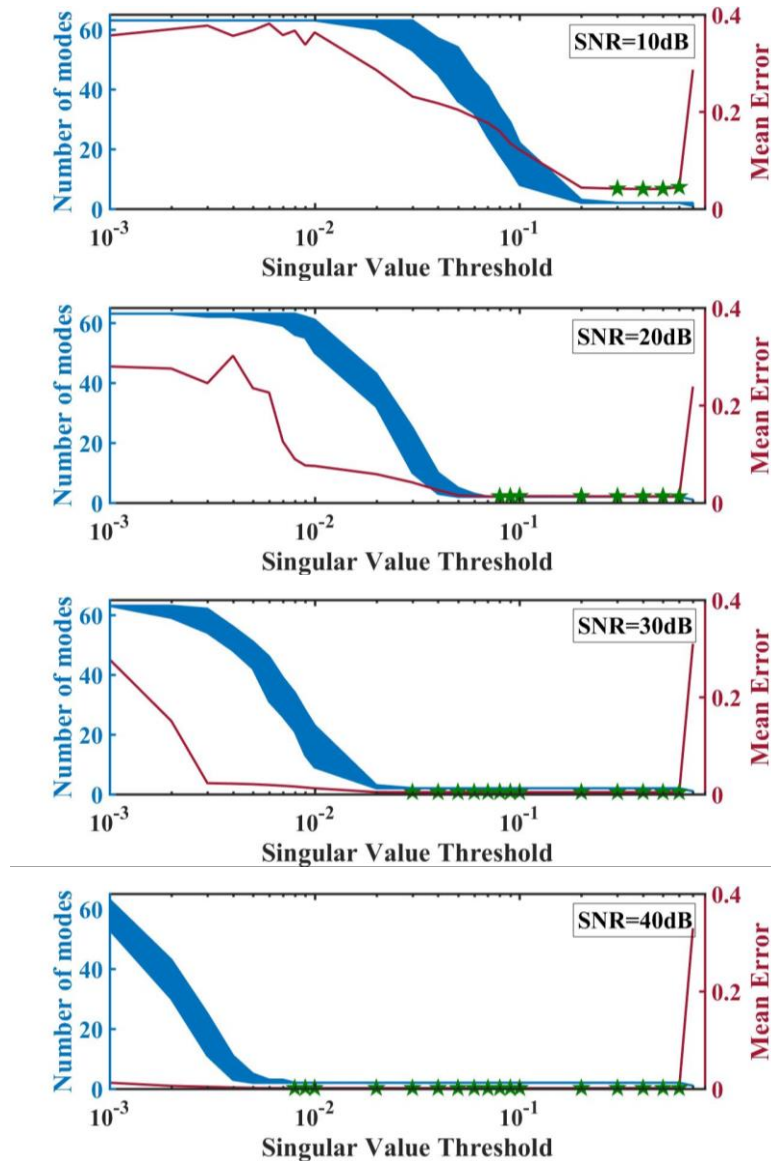 60
40
20
0
Number of modes
0.4
0.2
0
Mean Error
SNR=10dB
10-3
10-2
10-1
Singular Value Threshold
60
40
20
0
Number of modes
0.4
0.2
0
Mean Error
SNR=20dB
10-3
10-2
10-1
Singular Value Threshold
60
40
20
0
Number of modes
0.4
0.2
0
Mean Error
SNR=30dB
10-3
10-2
10-1
Singular Value Threshold
60
40
20
0
Number of modes
0.4
0.2
0
Mean Error
SNR=40dB
10-3
10-2
10-1
Singular Value Threshold